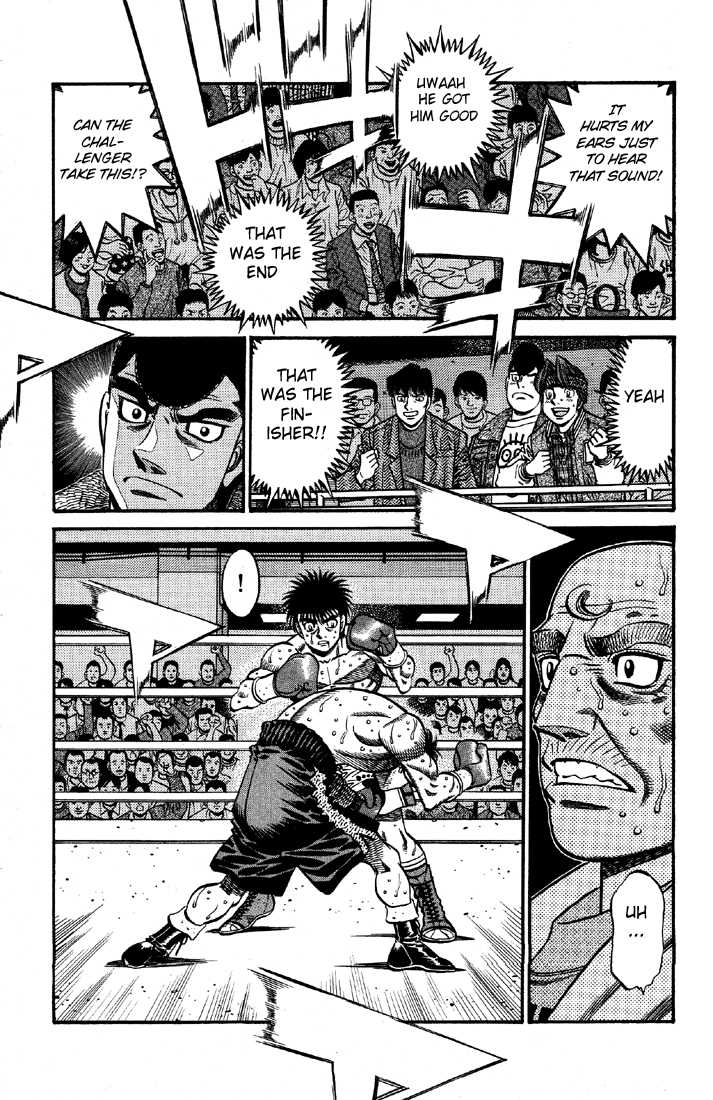 IT
HURTS MY
EARS JUST
TO HEAR
THAT SOUND!
UWAAH
HE GOT
HIM GOOD
THAT
WAS THE
END
CAN THE
CHAL-
LENGER
TAKE THIS!?
YEAH
THAT
WAS THE
FIN-
ISHER!!
!
UH
...